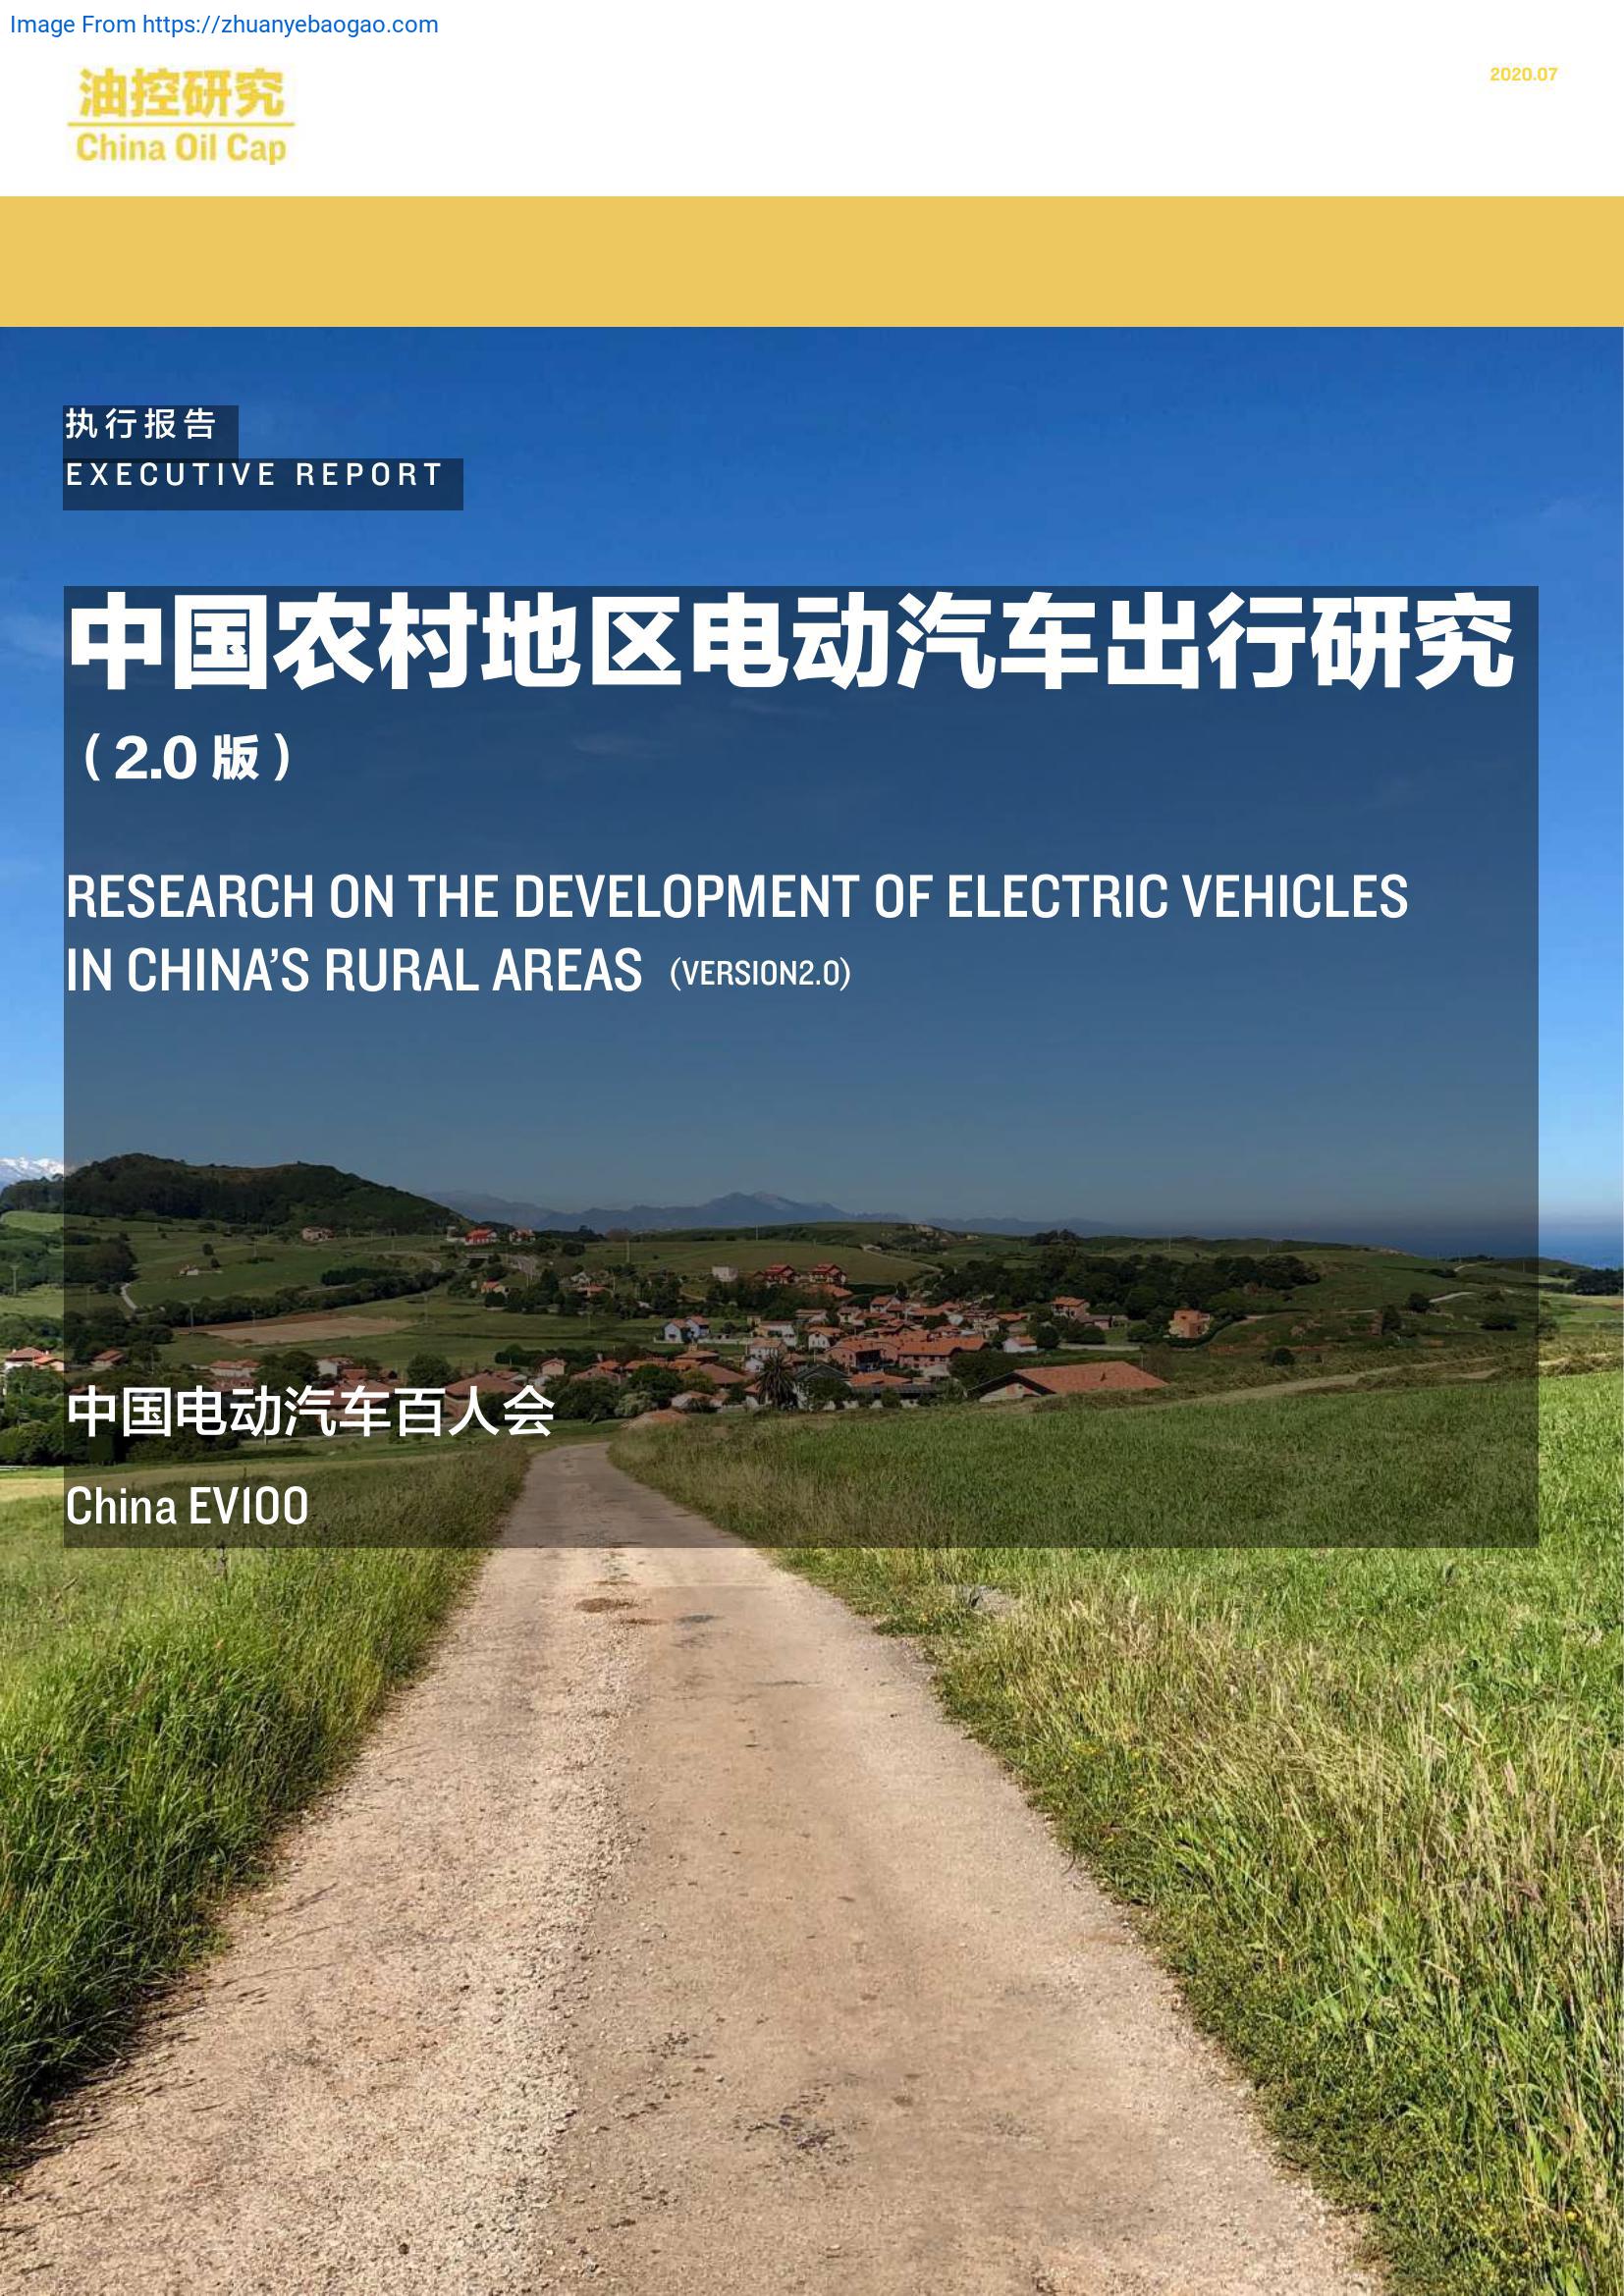 Image From https://zhuanyebaogao.com
油控研究
China Oil Cap
2020.07
执行报告
EXECUTIVE REPORT
中国农村地区电动汽车出行研究
（2.0 版）
RESEARCH ON THE DEVELOPMENT OF ELECTRIC VEHICLES
IN CHINA’S RURAL AREAS (VERSION2.0)
中国电动汽车百人会
China EV100